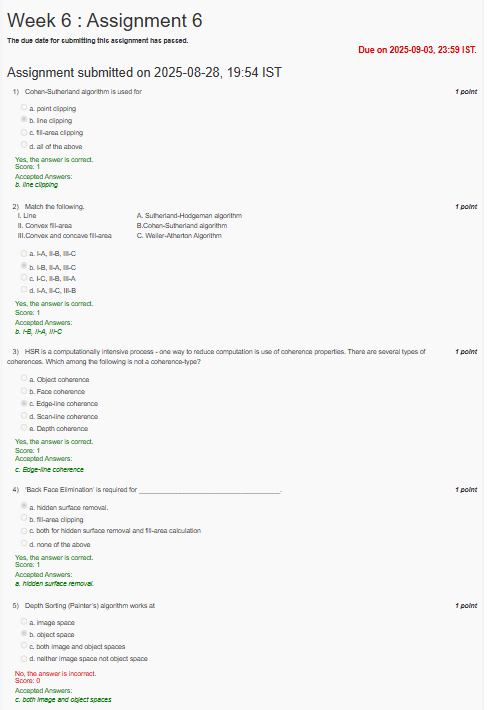 Week 6 : Assignment 6
The due date for submitting this assignment has passed.
Due on 2025-09-03, 23:59 IST.
Assignment submitted on 2025-08-28, 19:54 IST
1) Cohen-Sutherland algorithm is used for 1 point
a. point clipping
b. line clipping
c. fill-area clipping
d. all of the above
Yes, the answer is correct.
Score: 1
Accepted Answers:
b. line clipping
2) Match the following. 1 point
I. Line A. Sutherland-Hodgeman algorithm
II. Convex fill-area B.Cohen-Sutherland algorithm
III.Convex and concave fill-area C. Weiler-Atherton Algorithm
a. I-A, II-B, III-C
b. I-B, II-A, III-C
c. I-C, II-B, III-A
d. I-A, II-C, III-B
Yes, the answer is correct.
Score: 1
Accepted Answers:
b. I-B, II-A, III-C
3) HSR is a computationally intensive process - one way to reduce computation is use of coherence properties. There are several types of 1 point
coherences. Which among the following is not a coherence-type?
a. Object coherence
b. Face coherence
c. Edge-line coherence
d. Scan-line coherence
e. Depth coherence
Yes, the answer is correct.
Score: 1
Accepted Answers:
c. Edge-line coherence
4) 'Back Face Elimination' is required for ______________________________________. 1 point
a. hidden surface removal.
b. fill-area clipping
c. both for hidden surface removal and fill-area calculation
d. none of the above
Yes, the answer is correct.
Score: 1
Accepted Answers:
a. hidden surface removal.
5) Depth Sorting (Painter's) algorithm works at 1 point
a. image space
b. object space
c. both image and object spaces
d. neither image space not object space
No, the answer is incorrect.
Score: 0
Accepted Answers:
c. both image and object spaces